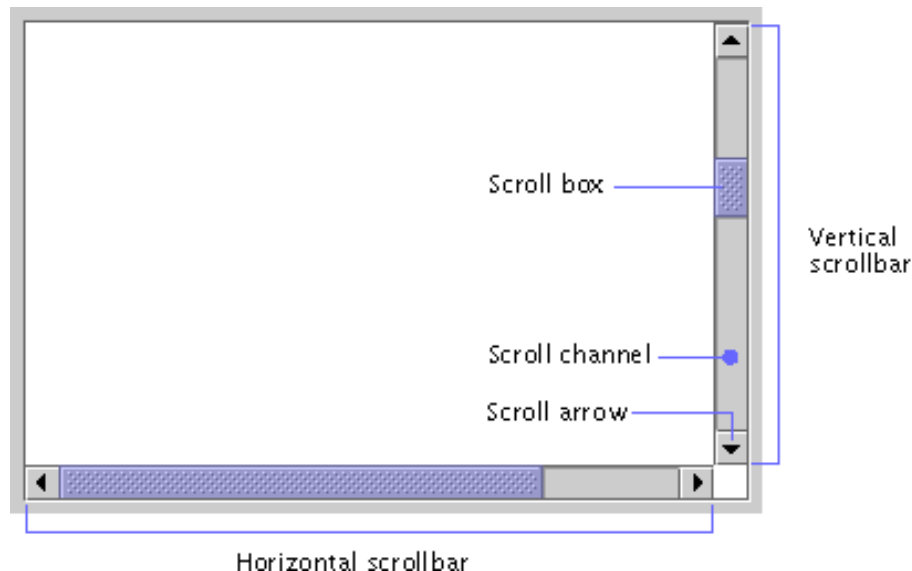 Scroll box
Vertical
scrollbar
Scroll channel
Scroll arrow
Horizontal scrollbar